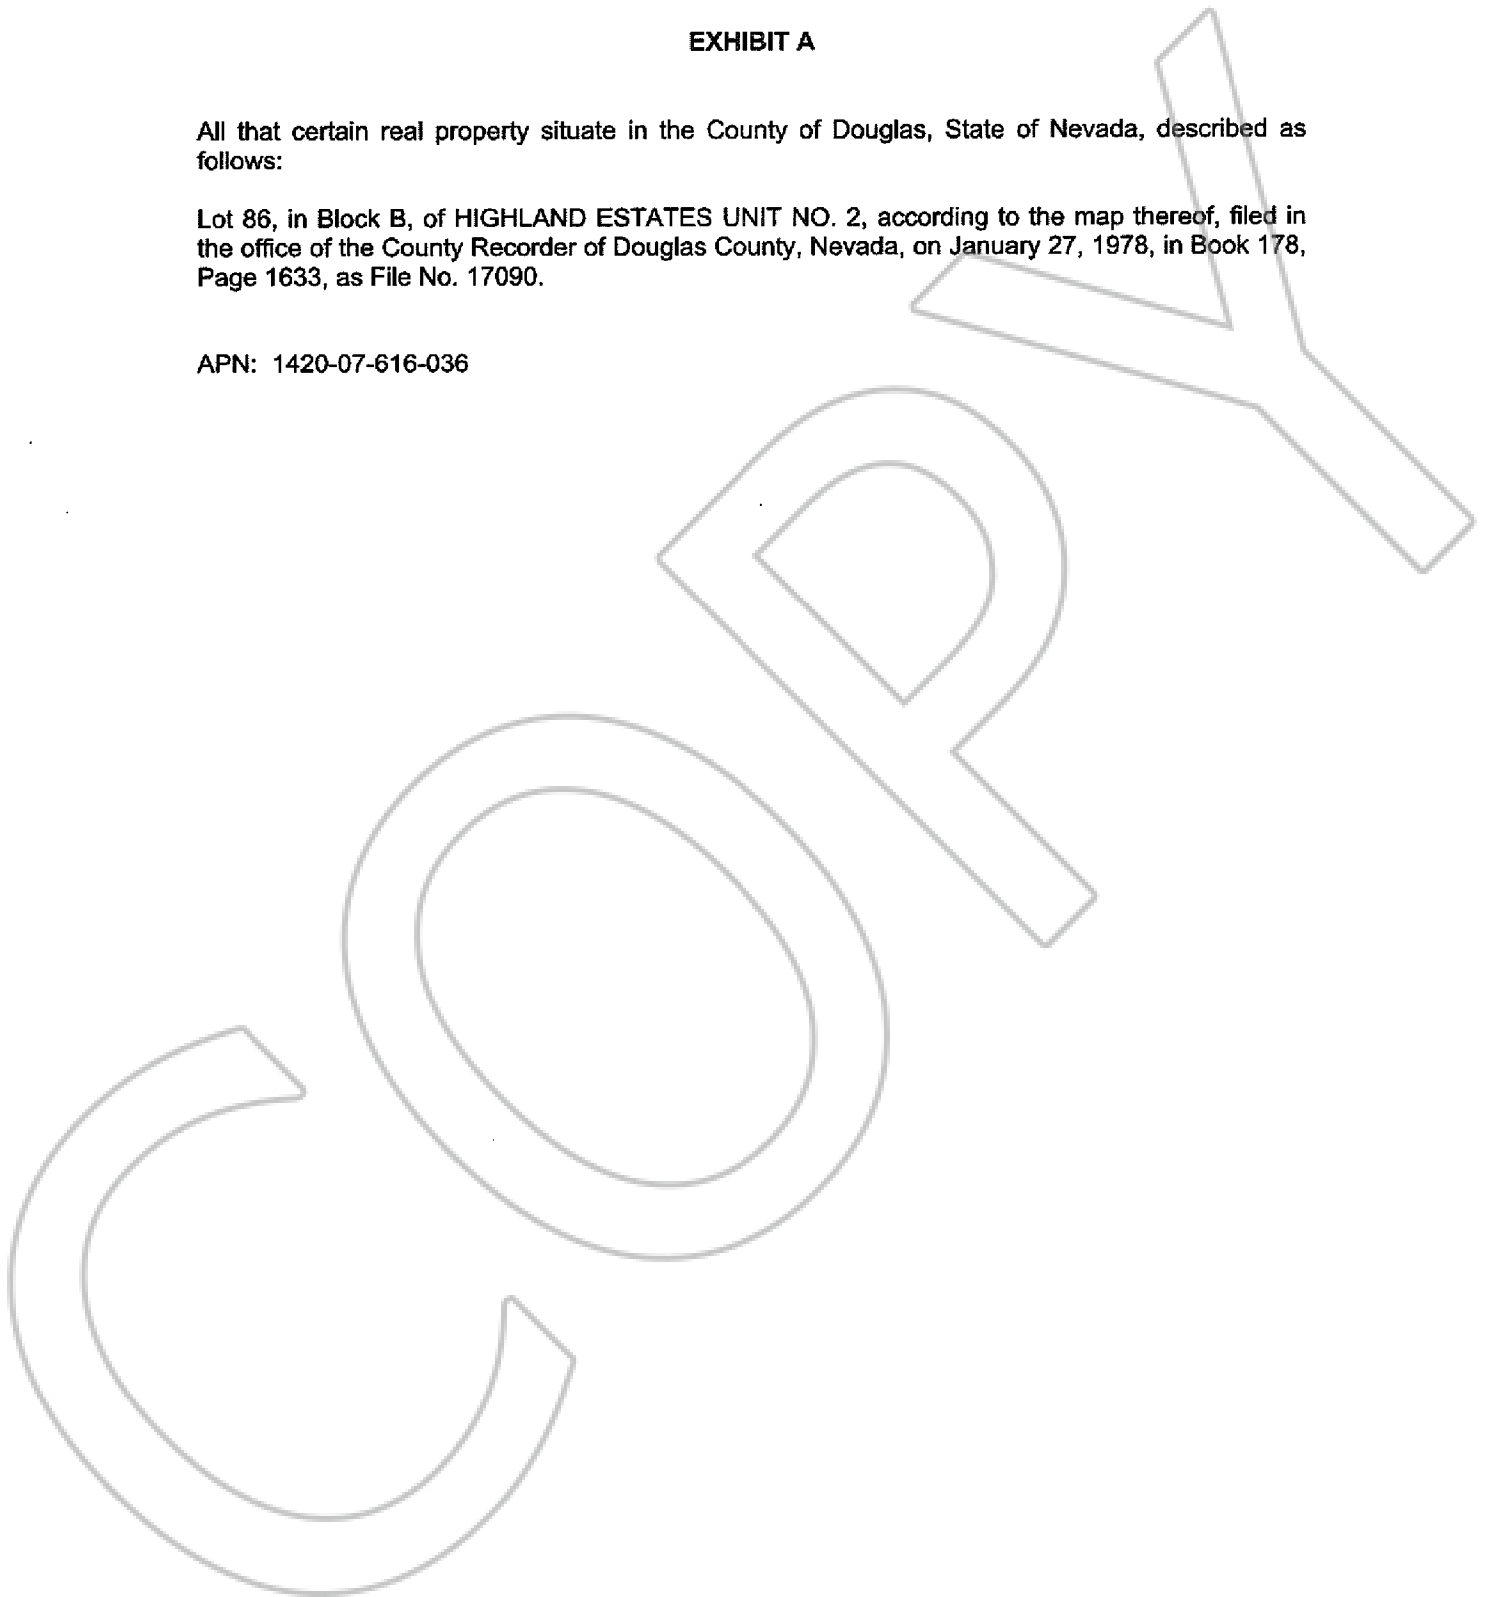 EXHIBIT A
All that certain real property situate in the County of Douglas, State of Nevada, described as
follows:
Lot 86, in Block B, of HIGHLAND ESTATES UNIT NO. 2, according to the map thereof, filed in
the office of the County Recorder of Douglas County, Nevada, on January 27, 1978, in Book 178,
Page 1633, as File No. 17090.
APN: 1420-07-616-036
COPY